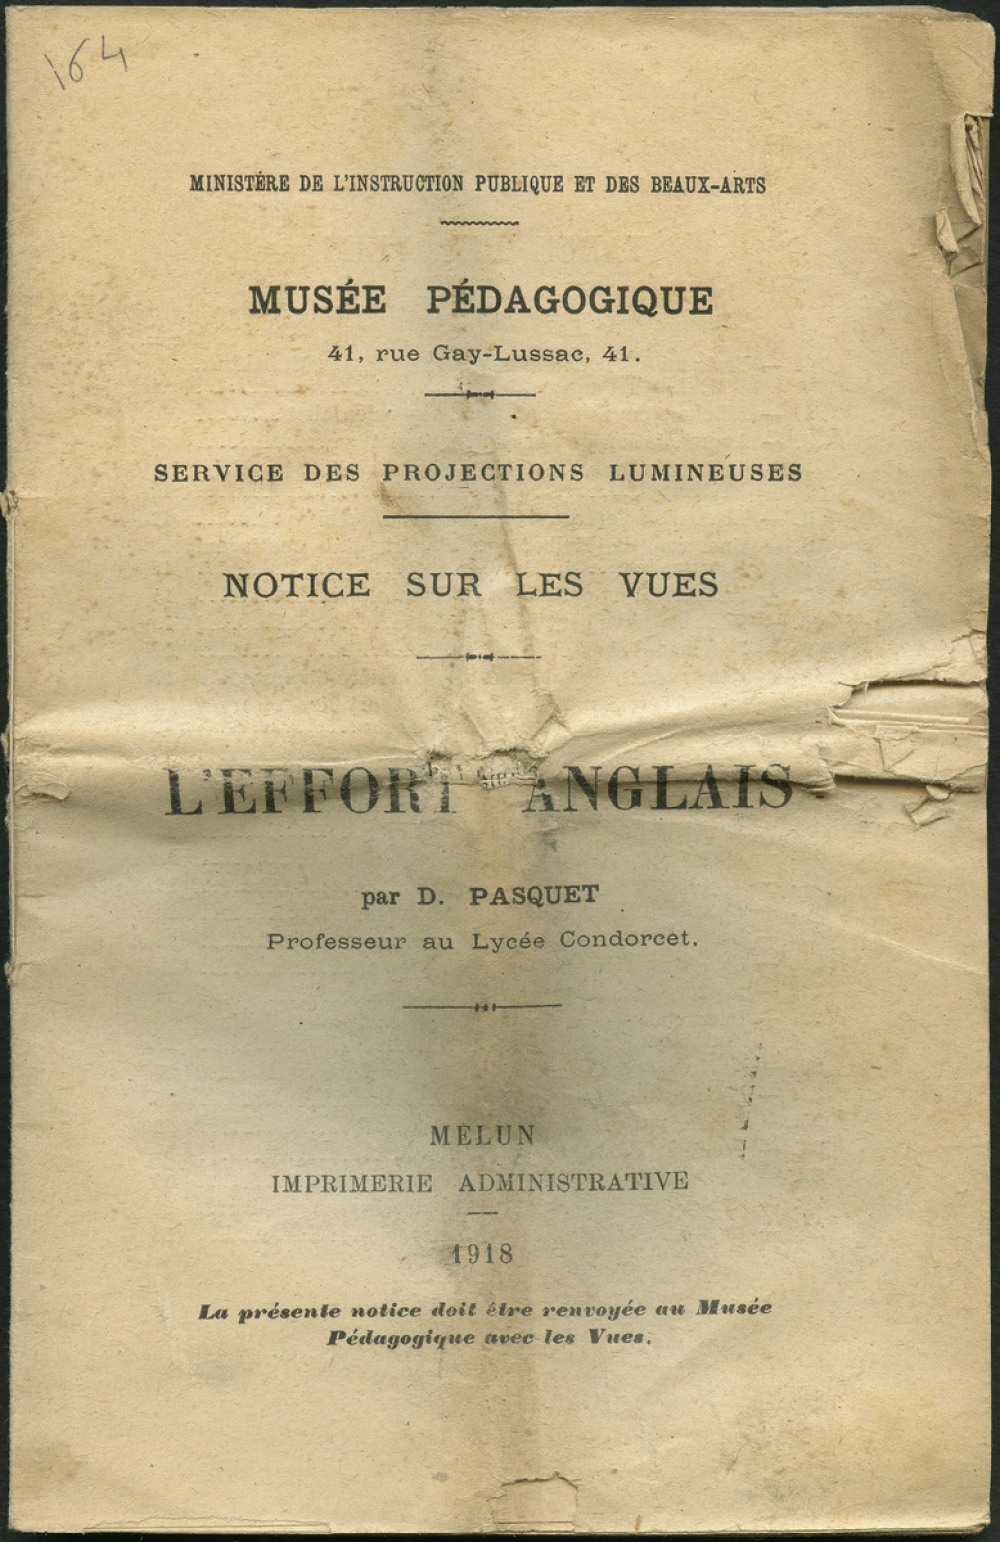 164
MINISTÈRE DE L'INSTRUCTION PUBLIQUE ET DES BEAUX-ARTS
MUSÉE PÉDAGOGIQUE
41, rue Gay-Lussac, 41.
SERVICE DES PROJECTIONS LUMINEUSES
NOTICE SUR LES VUES
L'EFFORT ANGLAIS
par D. PASQUET
Professeur au Lycée Condorcet.
MELUN
IMPRIMERIE ADMINISTRATIVE
1918
La présente notice doit être renvoyée au Musée
Pédagogique avec les Vues.